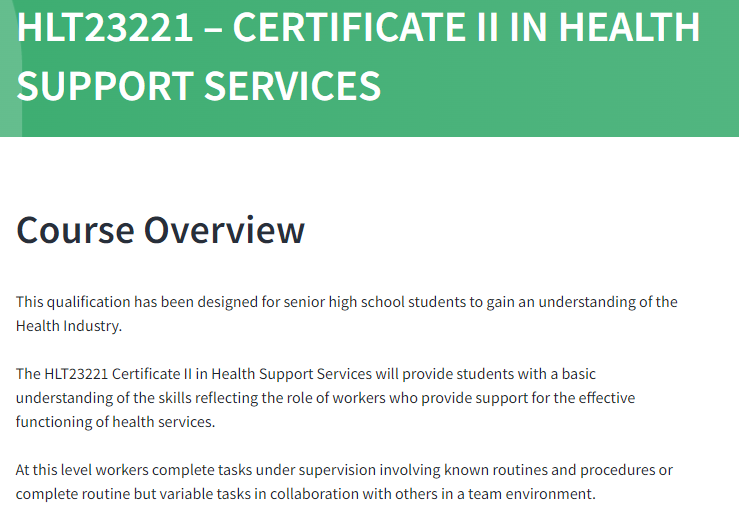 HLT23221 – CERTIFICATE II IN HEALTH
SUPPORT SERVICES
Course Overview
This qualification has been designed for senior high school students to gain an understanding of the
Health Industry.
The HLT23221 Certificate II in Health Support Services will provide students with a basic
understanding of the skills reflecting the role of workers who provide support for the effective
functioning of health services.
At this level workers complete tasks under supervision involving known routines and procedures or
complete routine but variable tasks in collaboration with others in a team environment.